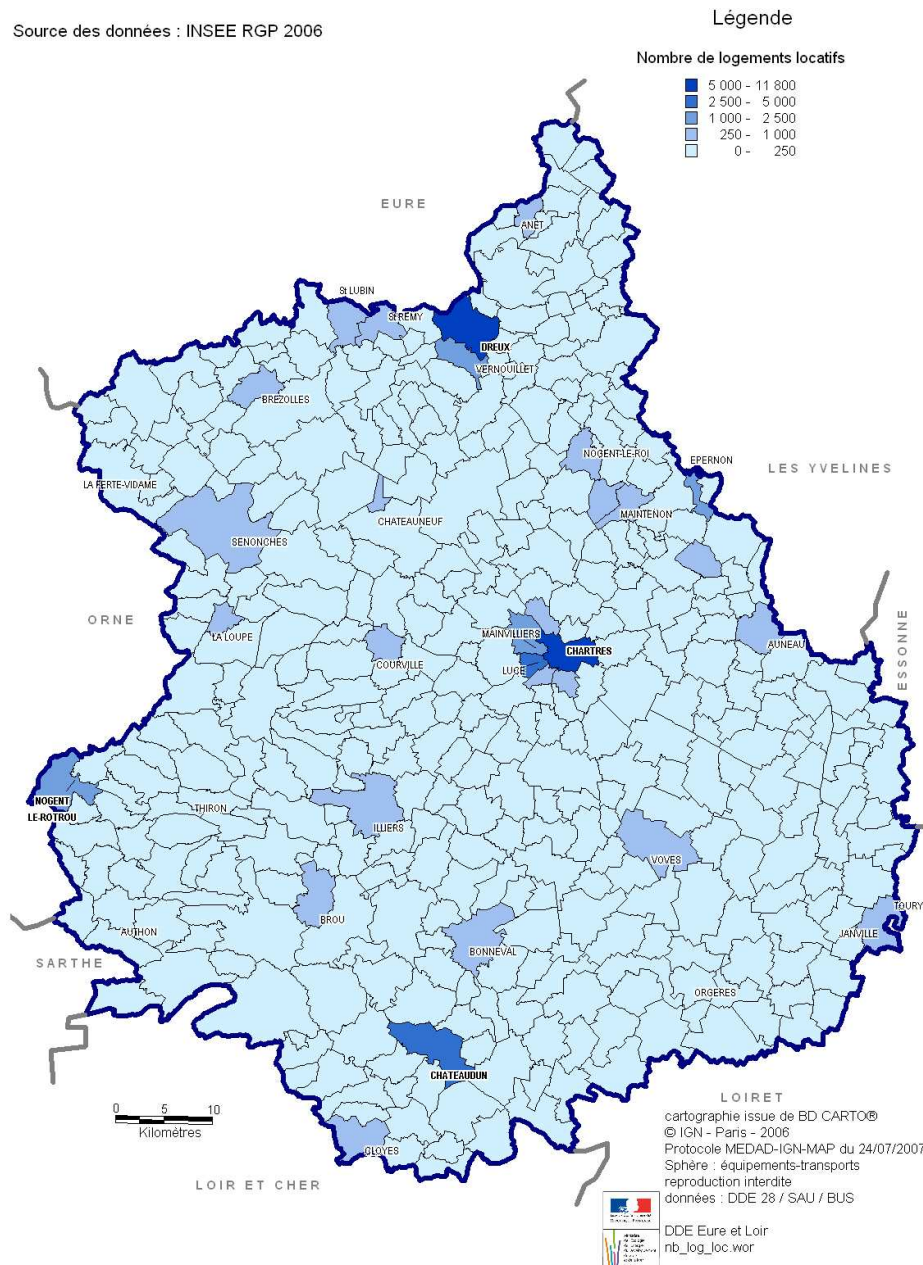 Source des données : INSEE RGP 2006
Légende
Nombre de logements locatifs
5 000 - 11 800
2 500 - 5 000
1 000 - 2 500
250 - 1 000
0 - 250
EURE
ANET
St LUBIN
St REMY
DREUX
VERNOUILLET
BREZOLLES
NOGENT-LE-ROI
EPERNON
LES YVELINES
LA FERTE-VIDAME
MAINTENON
CHATEAUNEUF
SENONCHES
ORNE
LA LOUPE
MAINVILLIERS
COURVILLE
CHARTRES
AUNEAU
LUCE
ESSONNE
NOGENT
LE-ROTROU
THIRON
ILLIERS
VOVES
BROU
TOURY
AUTHON
JANVILLE
BONNEVAL
SARTHE
ORGERES
CHATEAUDUN
LOIRET
0 5 10
Kilomètres
CLOYES
LOIR ET CHER
cartographie issue de BD CARTO®
© IGN - Paris - 2006
Protocole MEDAD-IGN-MAP du 24/07/2007
Sphère : équipements-transports
reproduction interdite
données : DDE 28 / SAU / BUS
DDE Eure et Loir
nb_log_loc.wor